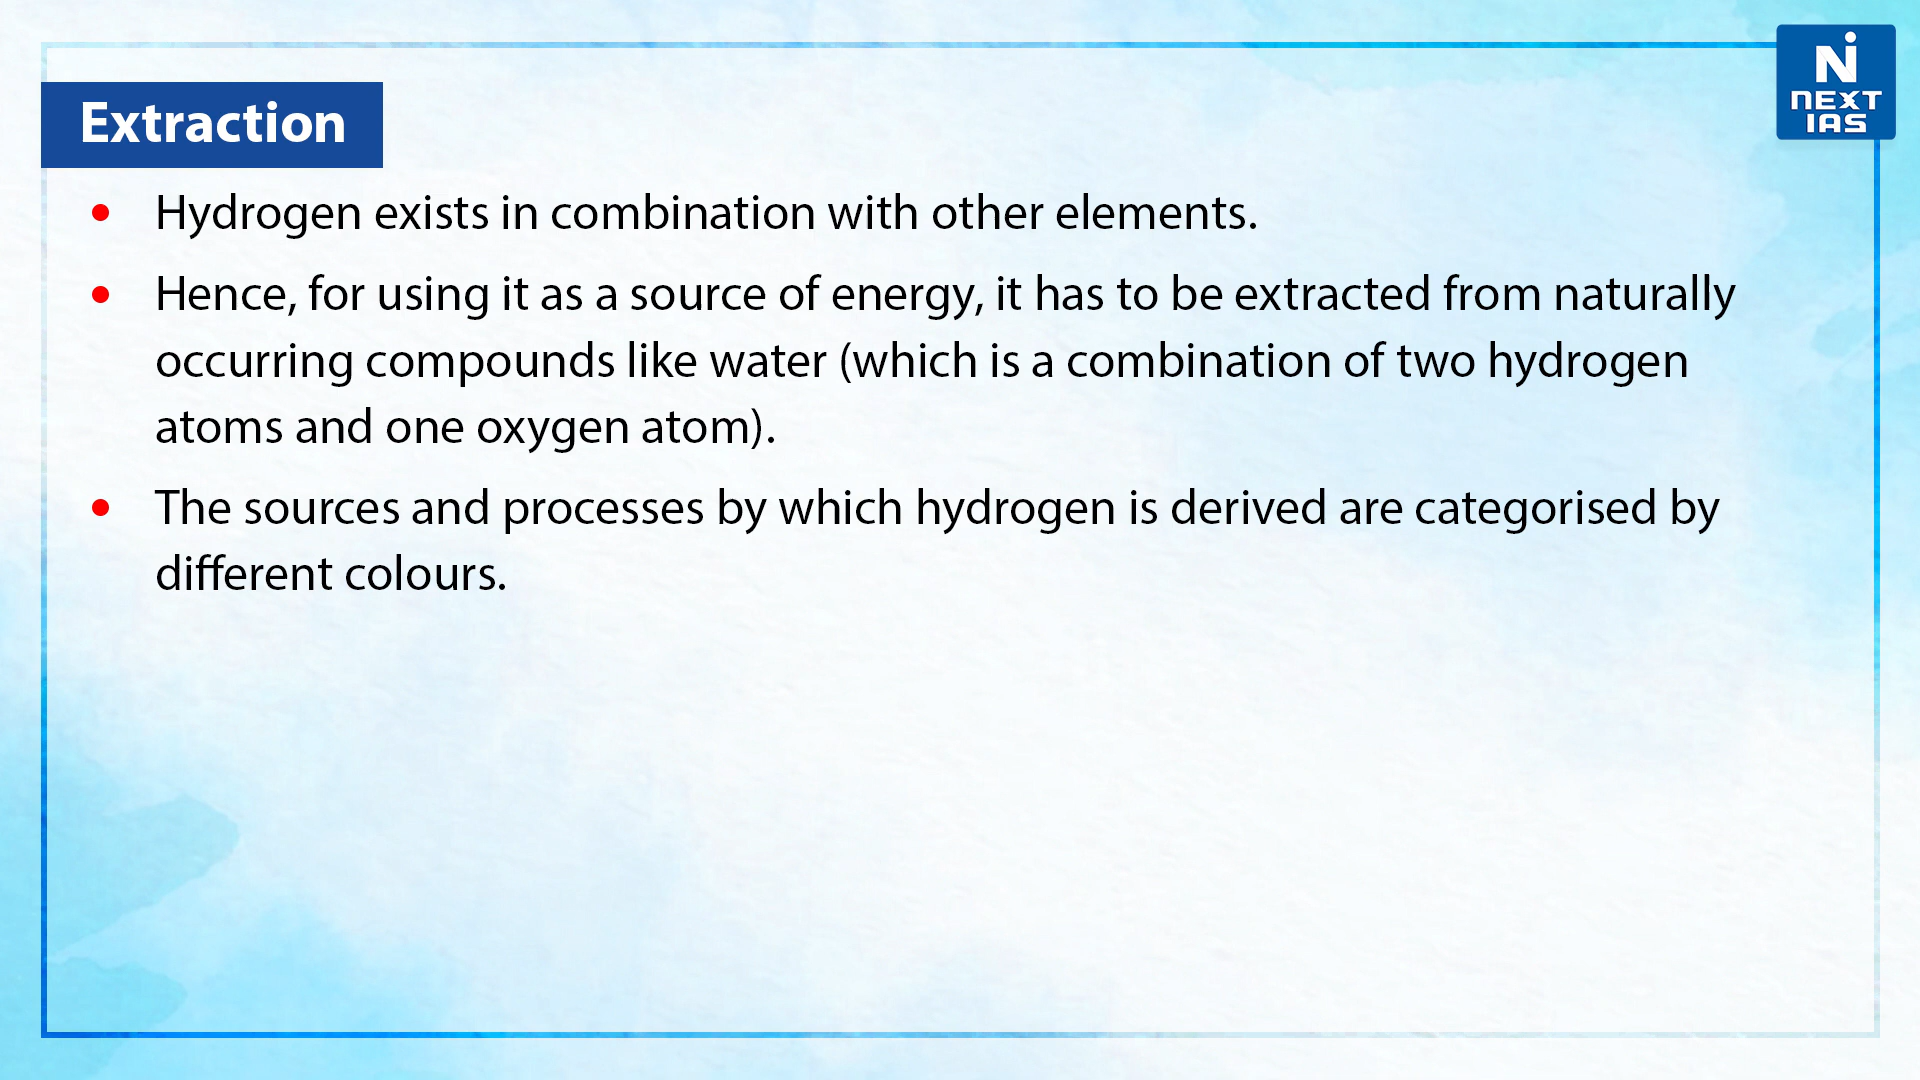 NEXT
IAS
Extraction
• Hydrogen exists in combination with other elements.
• Hence, for using it as a source of energy, it has to be extracted from naturally
occurring compounds like water (which is a combination of two hydrogen
atoms and one oxygen atom).
• The sources and processes by which hydrogen is derived are categorised by
different colours.